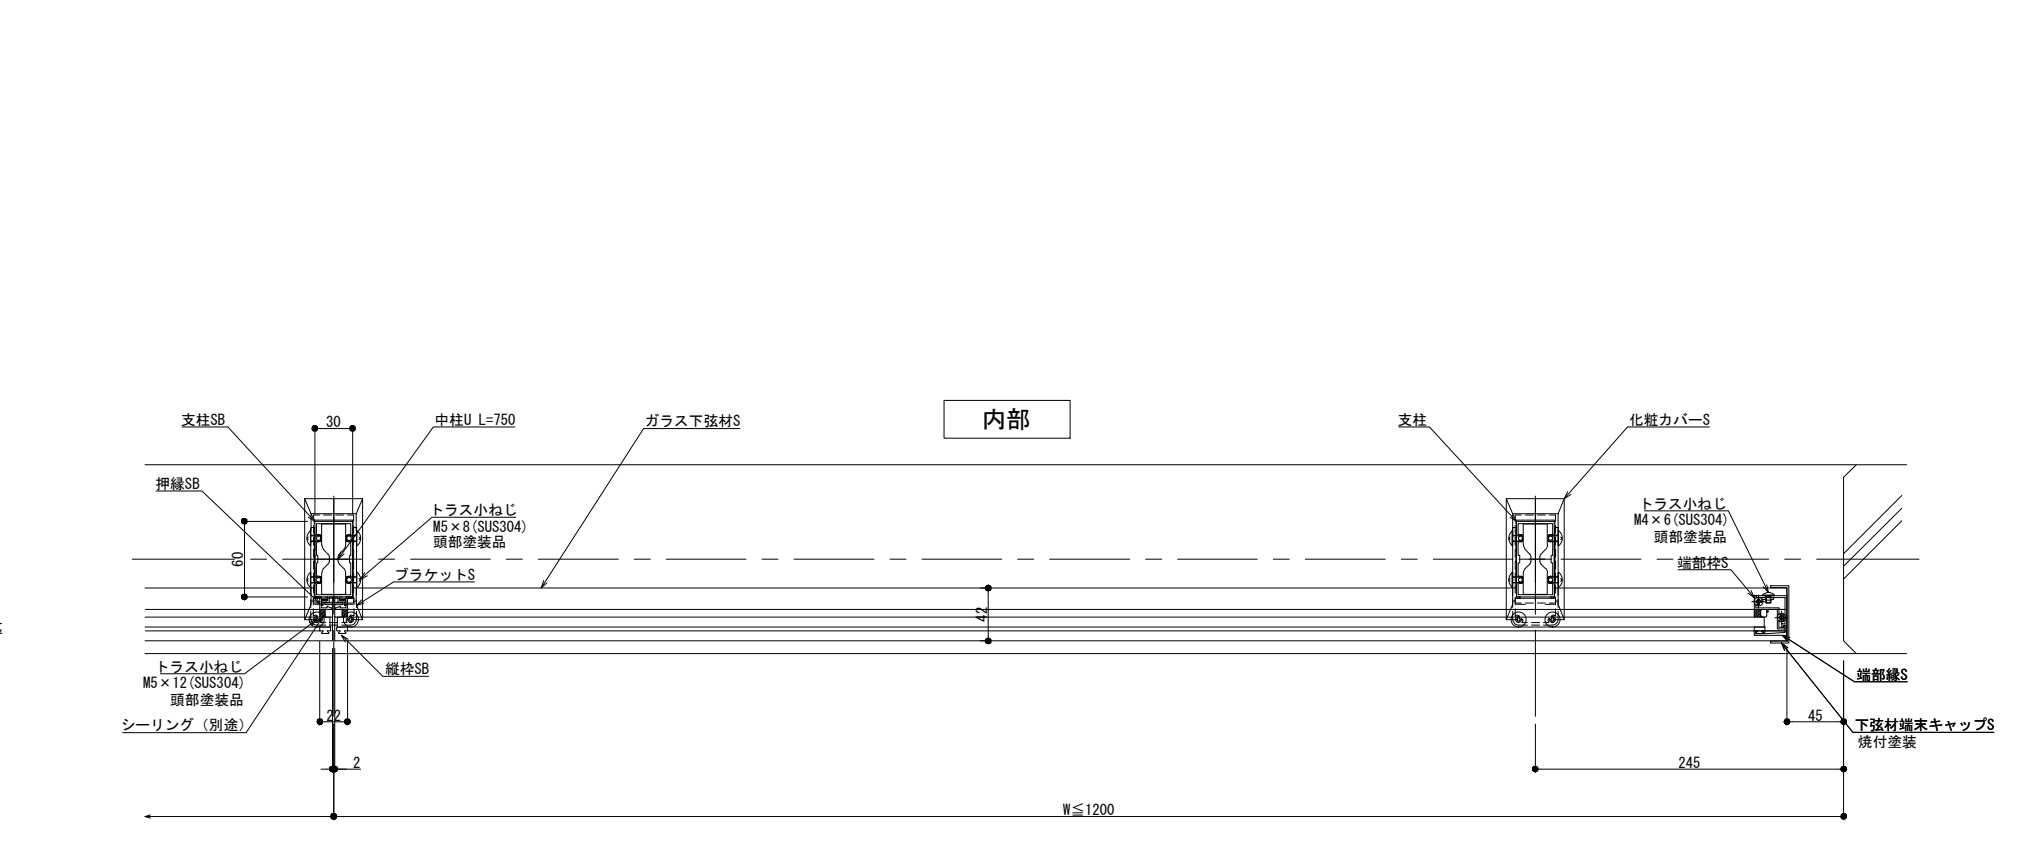 内部
支柱SB
30
中柱U L=750
ガラス下弦材S
支柱
化粧カバーS
押縁SB
トラス小ねじ
M5×8(SUS304)
頭部塗装品
トラス小ねじ
M4×6(SUS304)
頭部塗装品
60
ブラケットS
端部枠S
42
トラス小ねじ
M5×12(SUS304)
頭部塗装品
縦枠SB
端部縁S
シーリング（別途）
22
45
下弦材端末キャップS
焼付塗装
2
245
W≦1200